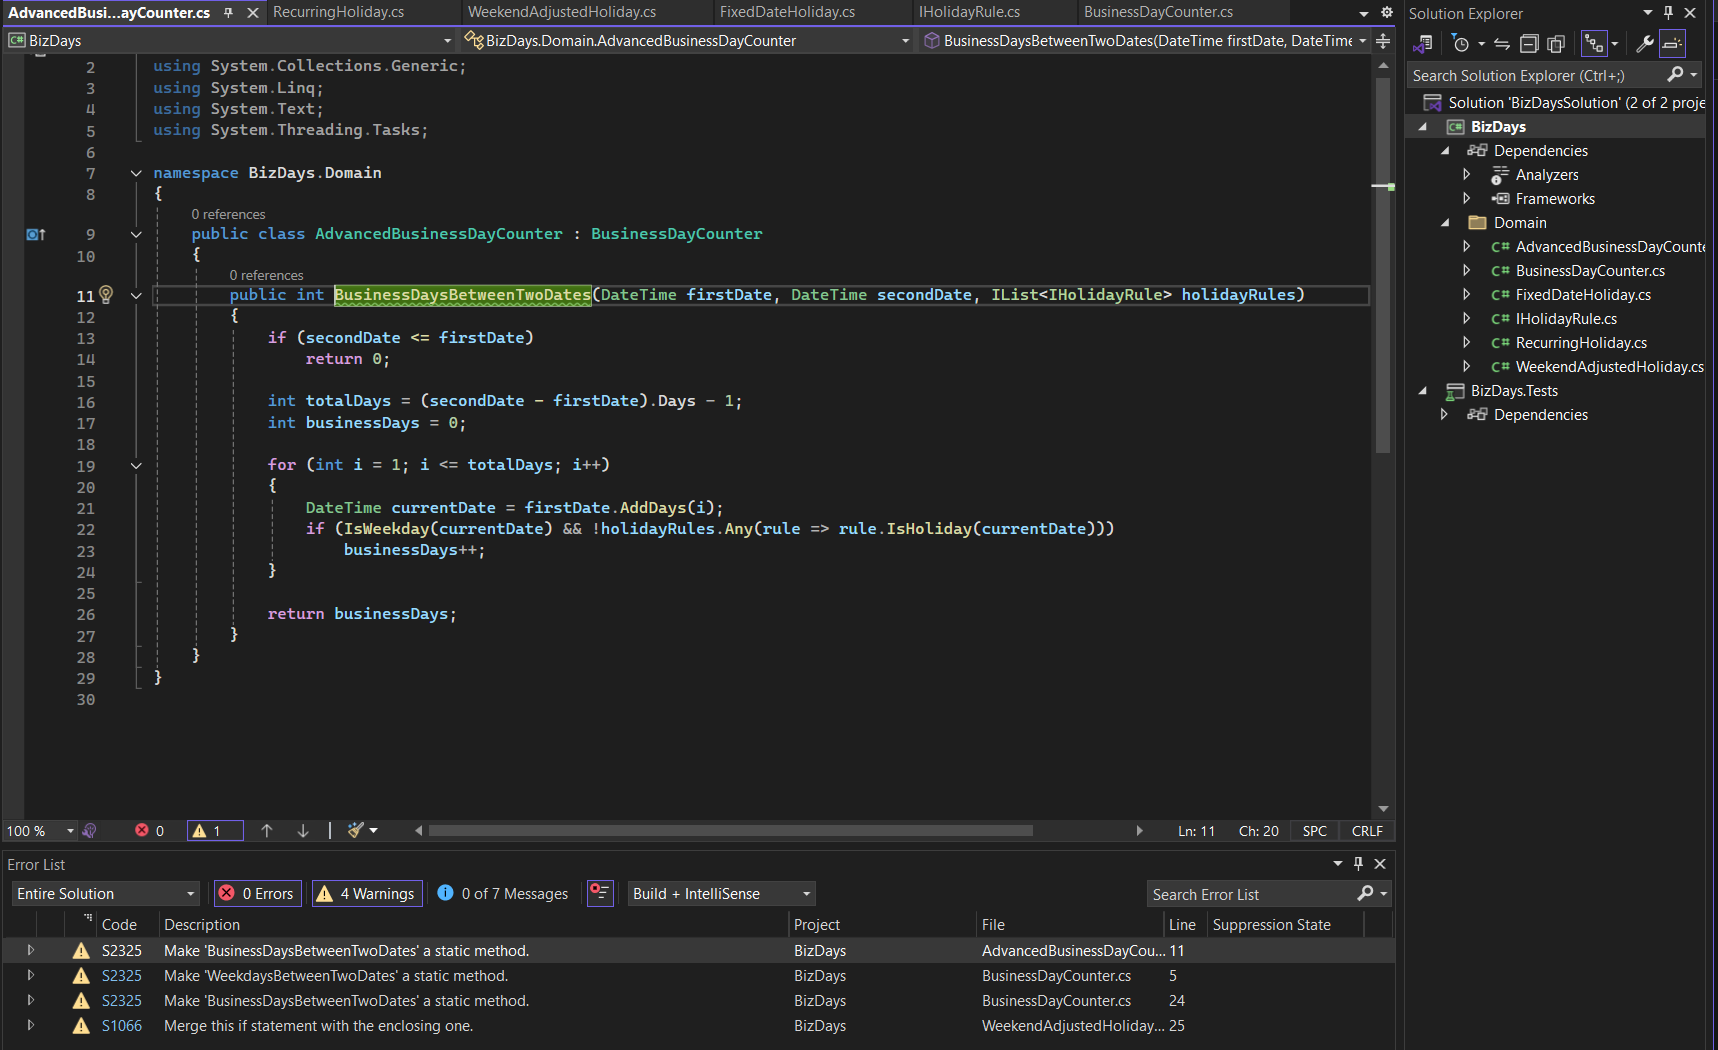 AdvancedBusi...ayCounter.cs
RecurringHoliday.cs
WeekendAdjustedHoliday.cs
FixedDateHoliday.cs
IHolidayRule.cs
BusinessDayCounter.cs
BizDays
BizDays.Domain.AdvancedBusinessDayCounter
BusinessDaysBetweenTwoDates(DateTime firstDate, DateTime
2 using System.Collections.Generic;
3 using System.Linq;
4 using System.Text;
5 using System.Threading.Tasks;
6
7 namespace BizDays.Domain
8 {
0 references
9 public class AdvancedBusinessDayCounter : BusinessDayCounter
10 {
0 references
11 public int BusinessDaysBetweenTwoDates(DateTime firstDate, DateTime secondDate, IList<IHolidayRule> holidayRules)
12 {
13 if (secondDate <= firstDate)
14 return 0;
15
16 int totalDays = (secondDate - firstDate).Days - 1;
17 int businessDays = 0;
18
19 for (int i = 1; i <= totalDays; i++)
20 {
21 DateTime currentDate = firstDate.AddDays(i);
22 if (IsWeekday(currentDate) && !holidayRules.Any(rule => rule.IsHoliday(currentDate)))
23 businessDays++;
24 }
25
26 return businessDays;
27 }
28 }
29 }
30
100 %
0
1
Ln: 11
Ch: 20
SPC
CRLF
Error List
Entire Solution
0 Errors
4 Warnings
0 of 7 Messages
Build + IntelliSense
Search Error List
Code Description Project File Line Suppression State
S2325 Make 'BusinessDaysBetweenTwoDates' a static method. BizDays AdvancedBusinessDayCou... 11
S2325 Make 'WeekdaysBetweenTwoDates' a static method. BizDays BusinessDayCounter.cs 5
S2325 Make 'BusinessDaysBetweenTwoDates' a static method. BizDays BusinessDayCounter.cs 24
S1066 Merge this if statement with the enclosing one. BizDays WeekendAdjustedHoliday... 25
Solution Explorer
Search Solution Explorer (Ctrl+;)
Solution 'BizDaysSolution' (2 of 2 proje
C# BizDays
Dependencies
Analyzers
Frameworks
Domain
C# AdvancedBusinessDayCounte
C# BusinessDayCounter.cs
C# FixedDateHoliday.cs
C# IHolidayRule.cs
C# RecurringHoliday.cs
C# WeekendAdjustedHoliday.cs
BizDays.Tests
Dependencies